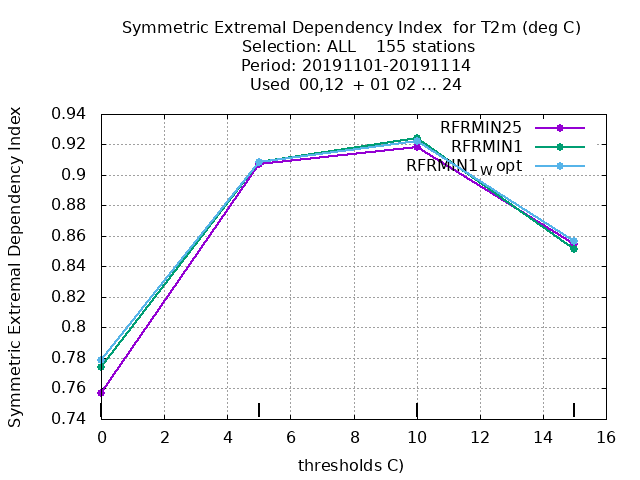 Symmetric Extremal Dependency Index  for T2m (deg C)
Selection: ALL    155 stations
Period: 20191101-20191114
Used  00,12  + 01 02 ... 24
Symmetric Extremal Dependency Index
0.94
0.92
0.9
0.88
0.86
0.84
0.82
0.8
0.78
0.76
0.74
RFRMIN25
RFRMIN1
RFRMIN1w opt
0 2 4 6 8 10 12 14 16
thresholds C)